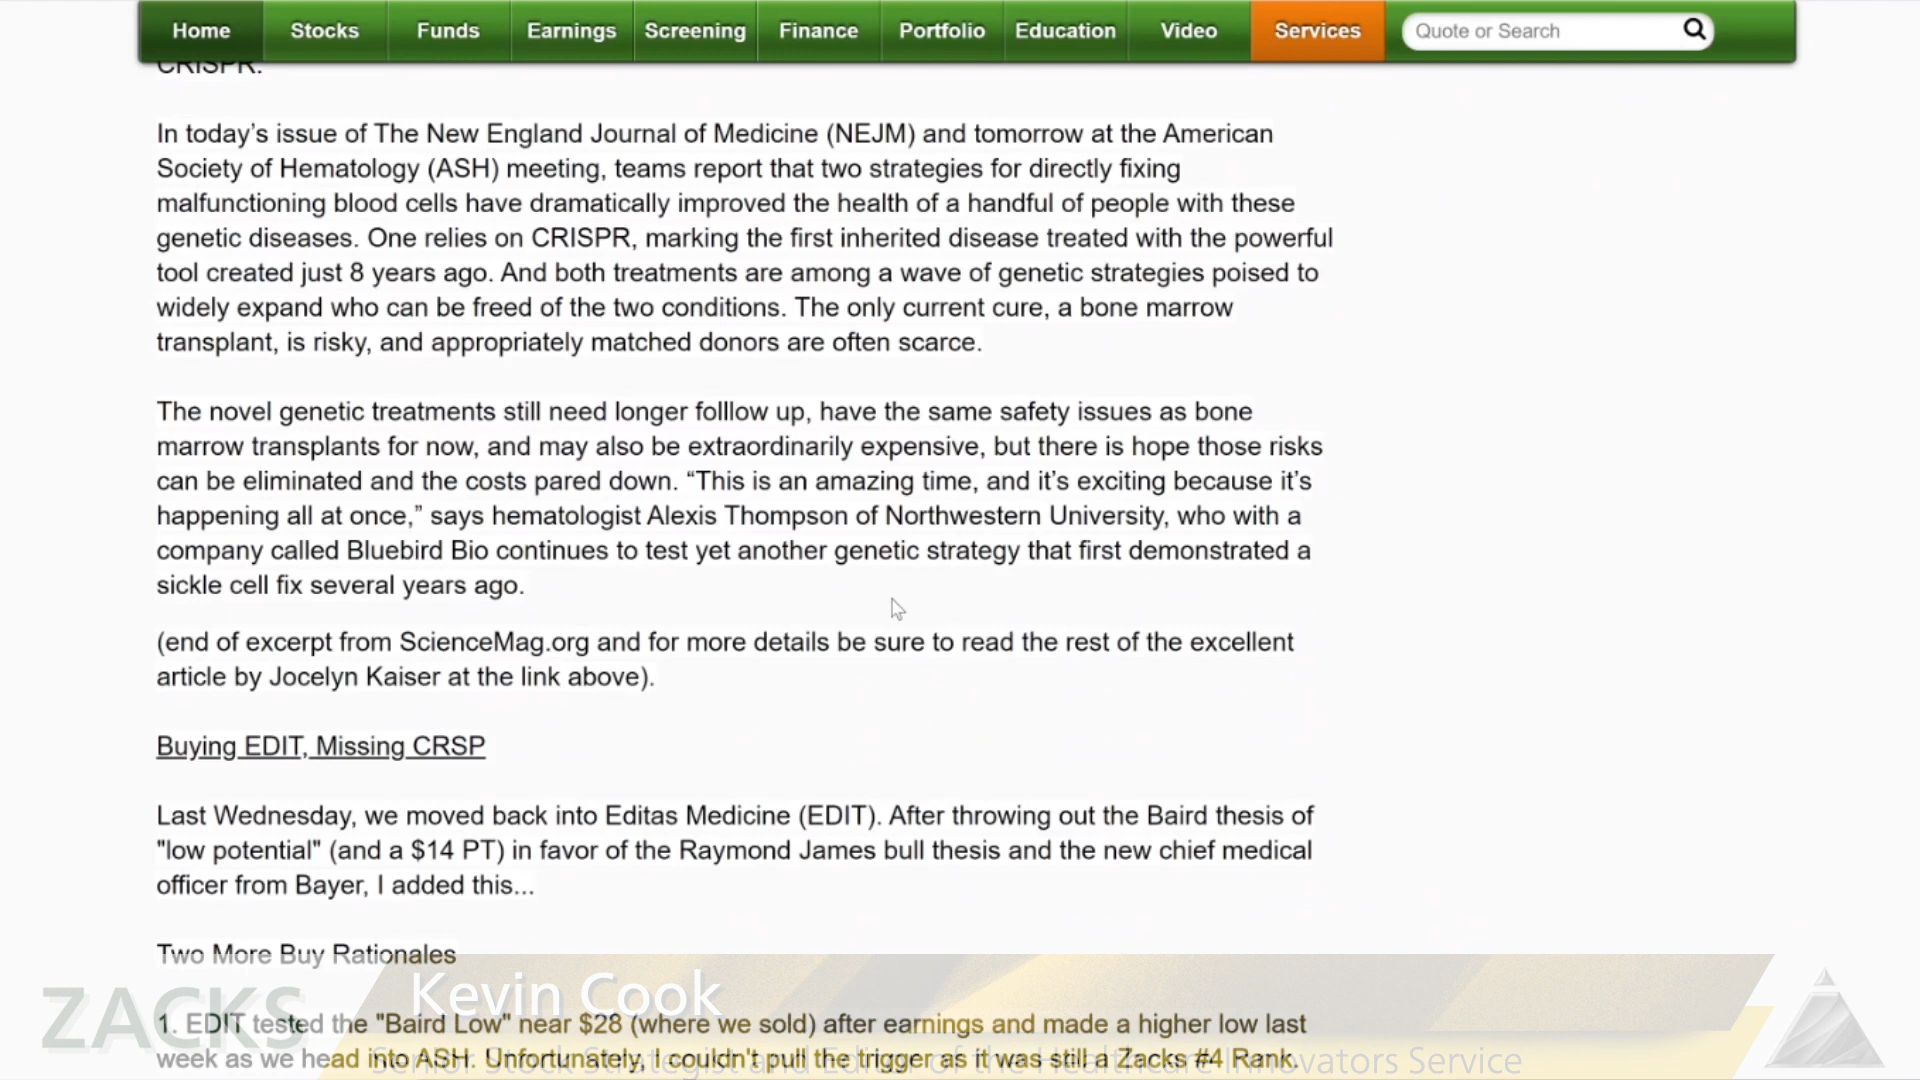 Home Stocks Funds Earnings Screening Finance Portfolio Education Video Services Quote or Search
CRISPR.
In today’s issue of The New England Journal of Medicine (NEJM) and tomorrow at the American
Society of Hematology (ASH) meeting, teams report that two strategies for directly fixing
malfunctioning blood cells have dramatically improved the health of a handful of people with these
genetic diseases. One relies on CRISPR, marking the first inherited disease treated with the powerful
tool created just 8 years ago. And both treatments are among a wave of genetic strategies poised to
widely expand who can be freed of the two conditions. The only current cure, a bone marrow
transplant, is risky, and appropriately matched donors are often scarce.
The novel genetic treatments still need longer folllow up, have the same safety issues as bone
marrow transplants for now, and may also be extraordinarily expensive, but there is hope those risks
can be eliminated and the costs pared down. “This is an amazing time, and it’s exciting because it’s
happening all at once,” says hematologist Alexis Thompson of Northwestern University, who with a
company called Bluebird Bio continues to test yet another genetic strategy that first demonstrated a
sickle cell fix several years ago.
(end of excerpt from ScienceMag.org and for more details be sure to read the rest of the excellent
article by Jocelyn Kaiser at the link above).
Buying EDIT, Missing CRSP
Last Wednesday, we moved back into Editas Medicine (EDIT). After throwing out the Baird thesis of
"low potential" (and a $14 PT) in favor of the Raymond James bull thesis and the new chief medical
officer from Bayer, I added this...
Two More Buy Rationales
ZACKS
Kevin Cook
1. EDIT tested the "Baird Low" near $28 (where we sold) after earnings and made a higher low last
week as we head into ASH. Unfortunately, I couldn't pull the trigger as it was still a Zacks #4 Rank.
Senior Stock Strategist and Editor of the Healthcare Innovators Service